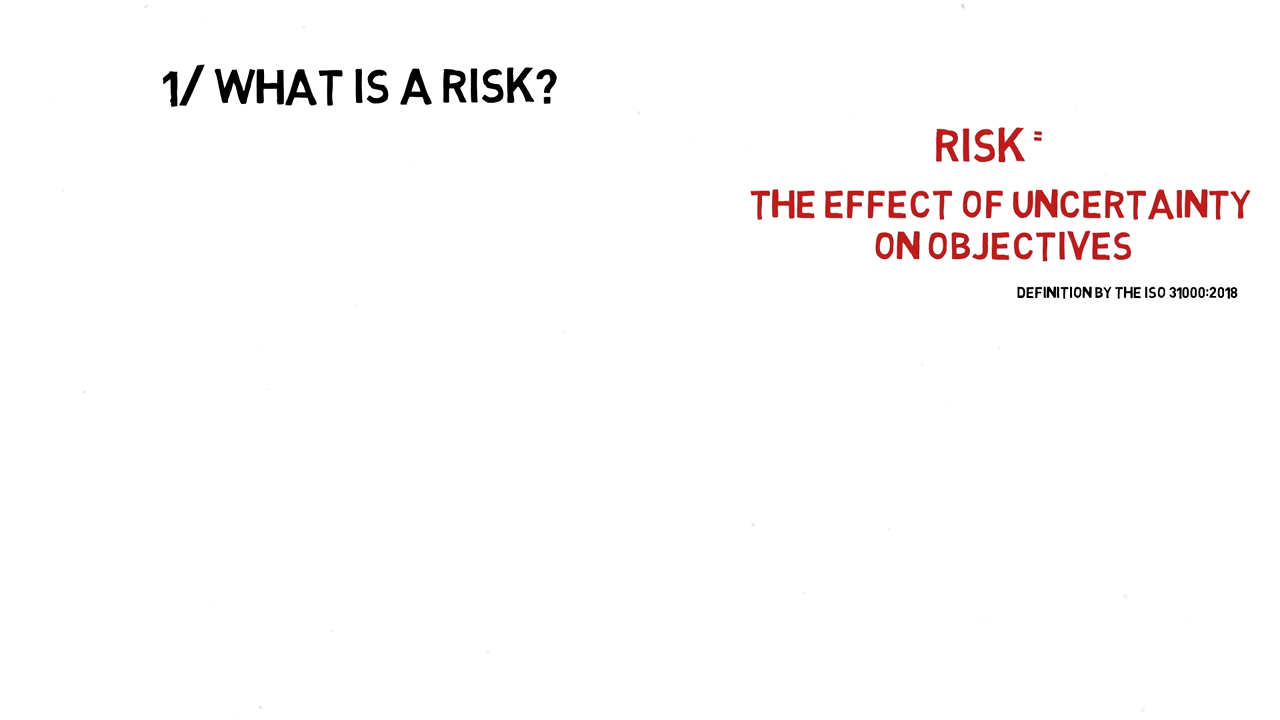 1/ WHAT IS A RISK?
RISK =
THE EFFECT OF UNCERTAINTY
ON OBJECTIVES
DEFINITION BY THE ISO 31000:2018